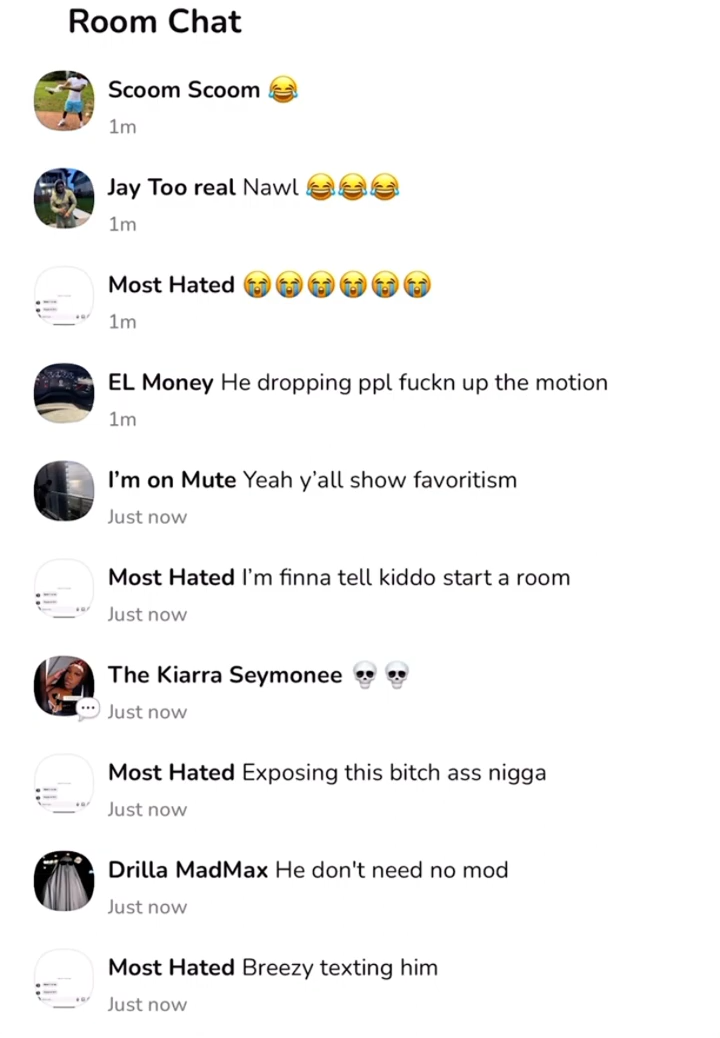 Room Chat
Scoom Scoom 😂
1m
Jay Too real Nawl 😂😂😂
1m
Most Hated 😭😭😭😭😭😭
1m
EL Money He dropping ppl fuckn up the motion
1m
I’m on Mute Yeah y’all show favoritism
Just now
Most Hated I’m finna tell kiddo start a room
Just now
The Kiarra Seymonee 💀💀
Just now
Most Hated Exposing this bitch ass nigga
Just now
Drilla MadMax He don't need no mod
Just now
Most Hated Breezy texting him
Just now